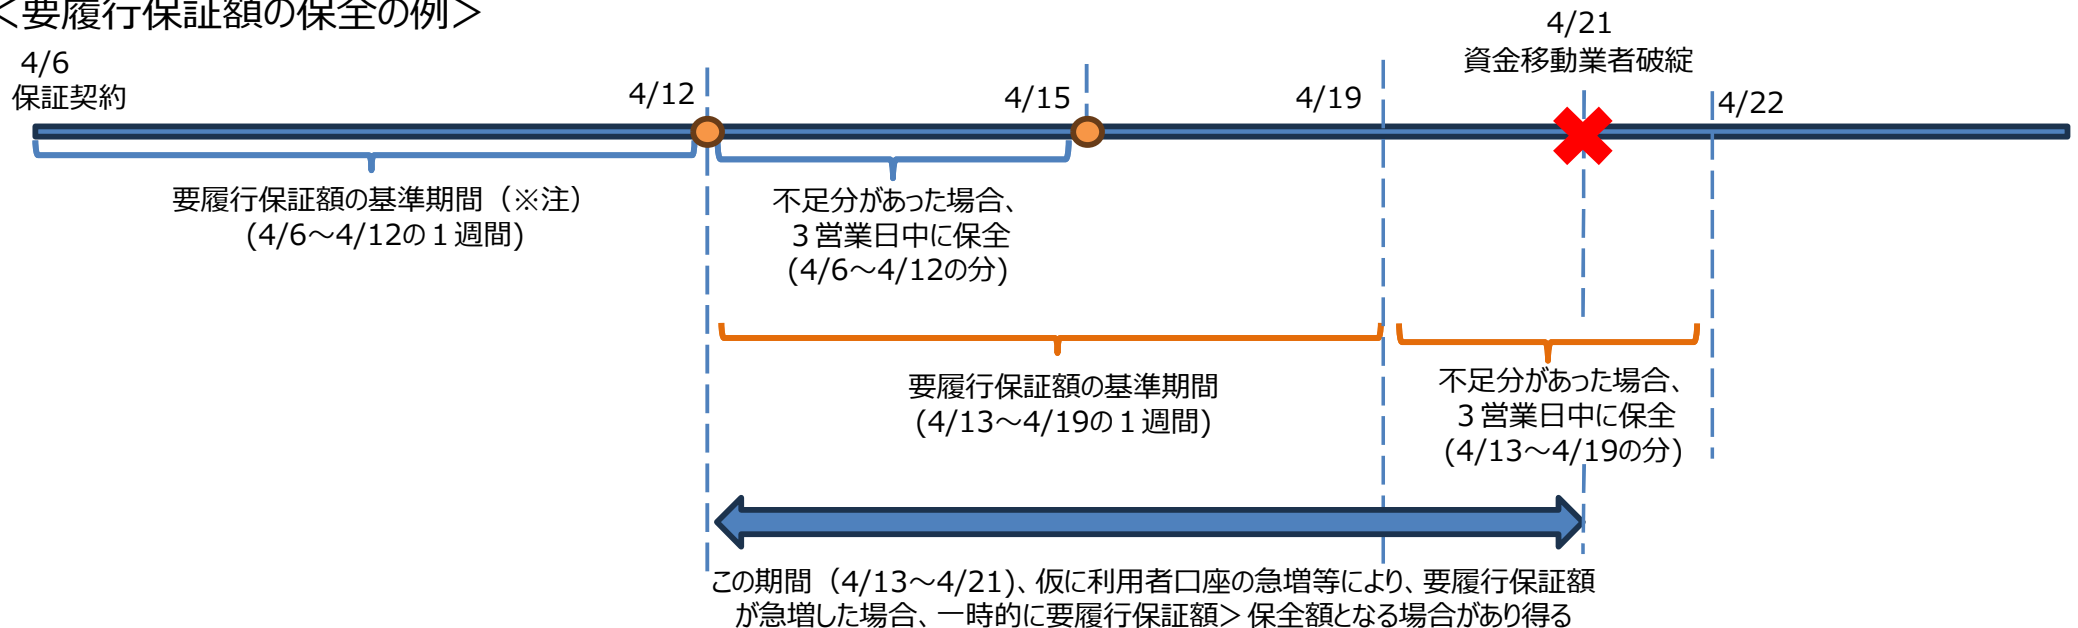 ＜要履行保証額の保全の例＞
4/6
保証契約
4/12
4/15
4/19
4/21
資金移動業者破綻
4/22
要履行保証額の基準期間（※注）
(4/6～4/12の１週間)
不足分があった場合、
３営業日中に保全
(4/6～4/12の分)
要履行保証額の基準期間
(4/13～4/19の１週間)
不足分があった場合、
３営業日中に保全
(4/13～4/19の分)
この期間（4/13～4/21)、仮に利用者口座の急増等により、要履行保証額
が急増した場合、一時的に要履行保証額＞保全額となる場合があり得る